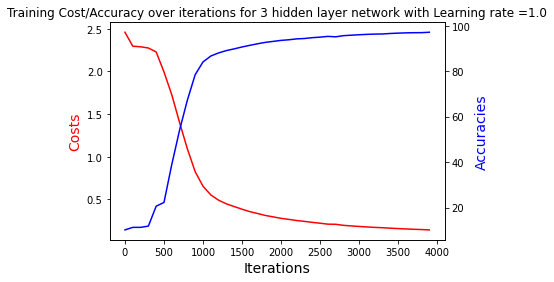 Training Cost/Accuracy over iterations for 3 hidden layer network with Learning rate =1.0
2.5
2.0
1.5
1.0
0.5
Costs
100
80
60
40
20
Accuracies
0 500 1000 1500 2000 2500 3000 3500 4000
Iterations